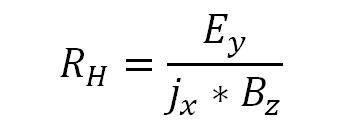 R_H = E_y / (j_x * B_z)